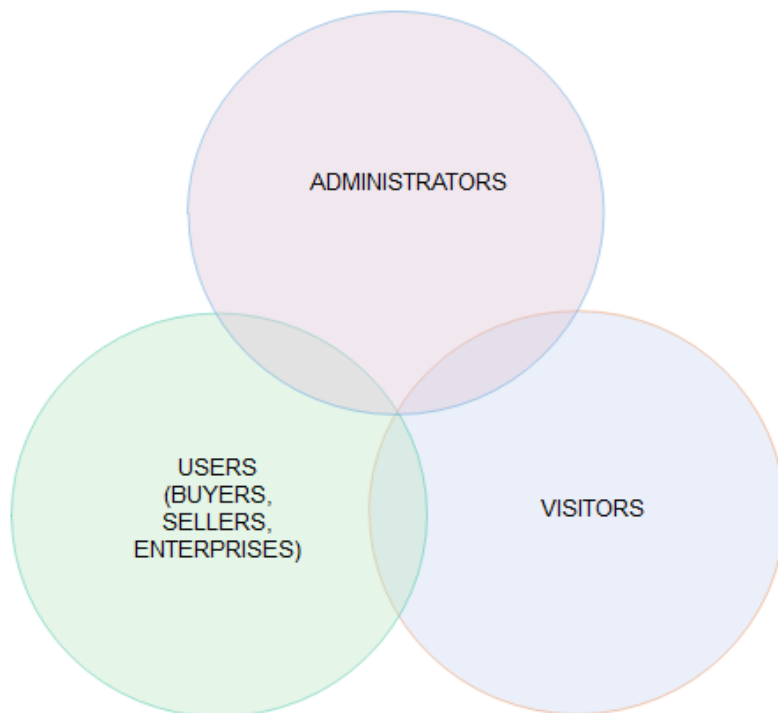 ADMINISTRATORS
USERS
(BUYERS,
SELLERS,
ENTERPRISES)
VISITORS